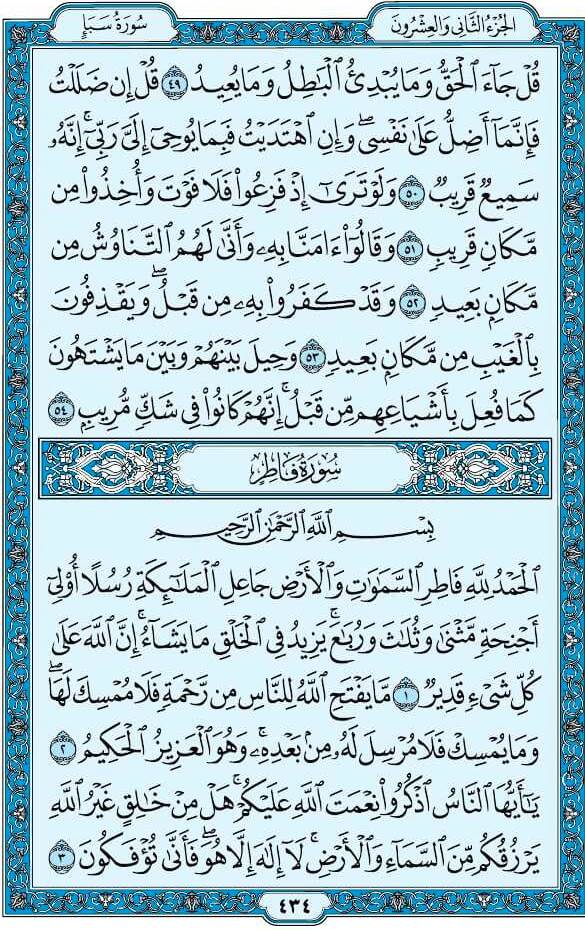 الجزء الثاني والعشرون
سورة سبإ
قُلْ جَآءَ ٱلْحَقُّ وَمَا يُبْدِئُ ٱلْبَٰطِلُ وَمَا يُعِيدُ ۝٤٩ قُلْ إِن ضَلَلْتُ
فَإِنَّمَآ أَضِلُّ عَلَىٰ نَفْسِىۖ وَإِنِ ٱهْتَدَيْتُ فَبِمَا يُوحِىٓ إِلَىَّ رَبِّىٓۚ إِنَّهُۥ
سَمِيعٌ قَرِيبٌ ۝٥٠ وَلَوْ تَرَىٰٓ إِذْ فَزِعُوا۟ فَلَا فَوْتَ وَأُخِذُوا۟ مِن
مَّكَانٍ قَرِيبٍ ۝٥١ وَقَالُوٓا۟ ءَامَنَّا بِهِۦ وَأَنَّىٰ لَهُمُ ٱلتَّنَاوُشُ مِن
مَّكَانٍۭ بَعِيدٍ ۝٥٢ وَقَدْ كَفَرُوا۟ بِهِۦ مِن قَبْلُۖ وَيَقْذِفُونَ
بِٱلْغَيْبِ مِن مَّكَانٍۭ بَعِيدٍ ۝٥٣ وَحِيلَ بَيْنَهُمْ وَبَيْنَ مَا يَشْتَهُونَ
كَمَا فُعِلَ بِأَشْيَاعِهِم مِّن قَبْلُۚ إِنَّهُمْ كَانُوا۟ فِى شَكٍّ مُّرِيبٍۭ ۝٥٤
سورة فاطر
بِسْمِ ٱللَّهِ ٱلرَّحْمَٰنِ ٱلرَّحِيمِ
ٱلْحَمْدُ لِلَّهِ فَاطِرِ ٱلسَّمَٰوَٰتِ وَٱلْأَرْضِ جَاعِلِ ٱلْمَلَٰٓئِكَةِ رُسُلًا أُو۟لِىٓ
أَجْنِحَةٍ مَّثْنَىٰ وَثُلَٰثَ وَرُبَٰعَۚ يَزِيدُ فِى ٱلْخَلْقِ مَا يَشَآءُۚ إِنَّ ٱللَّهَ عَلَىٰ
كُلِّ شَىْءٍ قَدِيرٌ ۝١ مَّا يَفْتَحِ ٱللَّهُ لِلنَّاسِ مِن رَّحْمَةٍ فَلَا مُمْسِكَ لَهَاۖ
وَمَا يُمْسِكْ فَلَا مُرْسِلَ لَهُۥ مِنۢ بَعْدِهِۦۚ وَهُوَ ٱلْعَزِيزُ ٱلْحَكِيمُ ۝٢
يَٰٓأَيُّهَا ٱلنَّاسُ ٱذْكُرُوا۟ نِعْمَتَ ٱللَّهِ عَلَيْكُمْۚ هَلْ مِنْ خَٰلِقٍ غَيْرُ ٱللَّهِ
يَرْزُقُكُم مِّنَ ٱلسَّمَآءِ وَٱلْأَرْضِۚ لَآ إِلَٰهَ إِلَّا هُوَۖ فَأَنَّىٰ تُؤْفَكُونَ ۝٣
٤٣٤